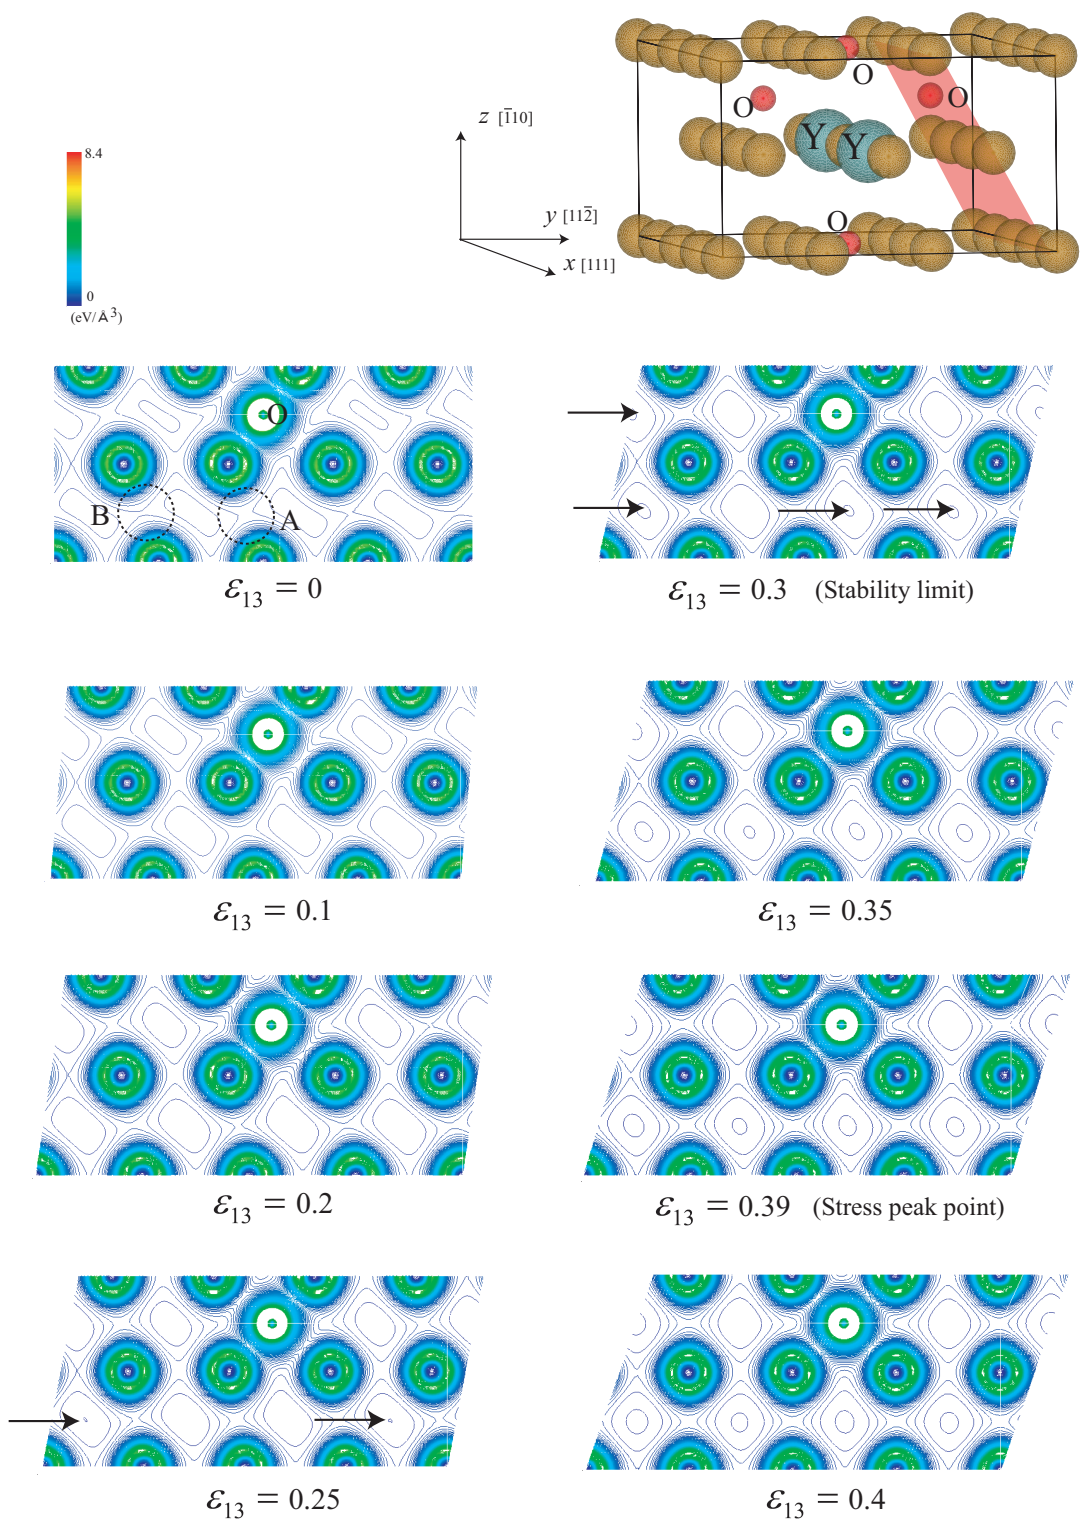 O
O
O
Y Y
O
z [1̅10]
y [112̅]
x [111]
8.4
0
(eV/Å³)
O
B
A
ε₁₃ = 0
ε₁₃ = 0.3 (Stability limit)
ε₁₃ = 0.1
ε₁₃ = 0.35
ε₁₃ = 0.2
ε₁₃ = 0.39 (Stress peak point)
ε₁₃ = 0.25
ε₁₃ = 0.4